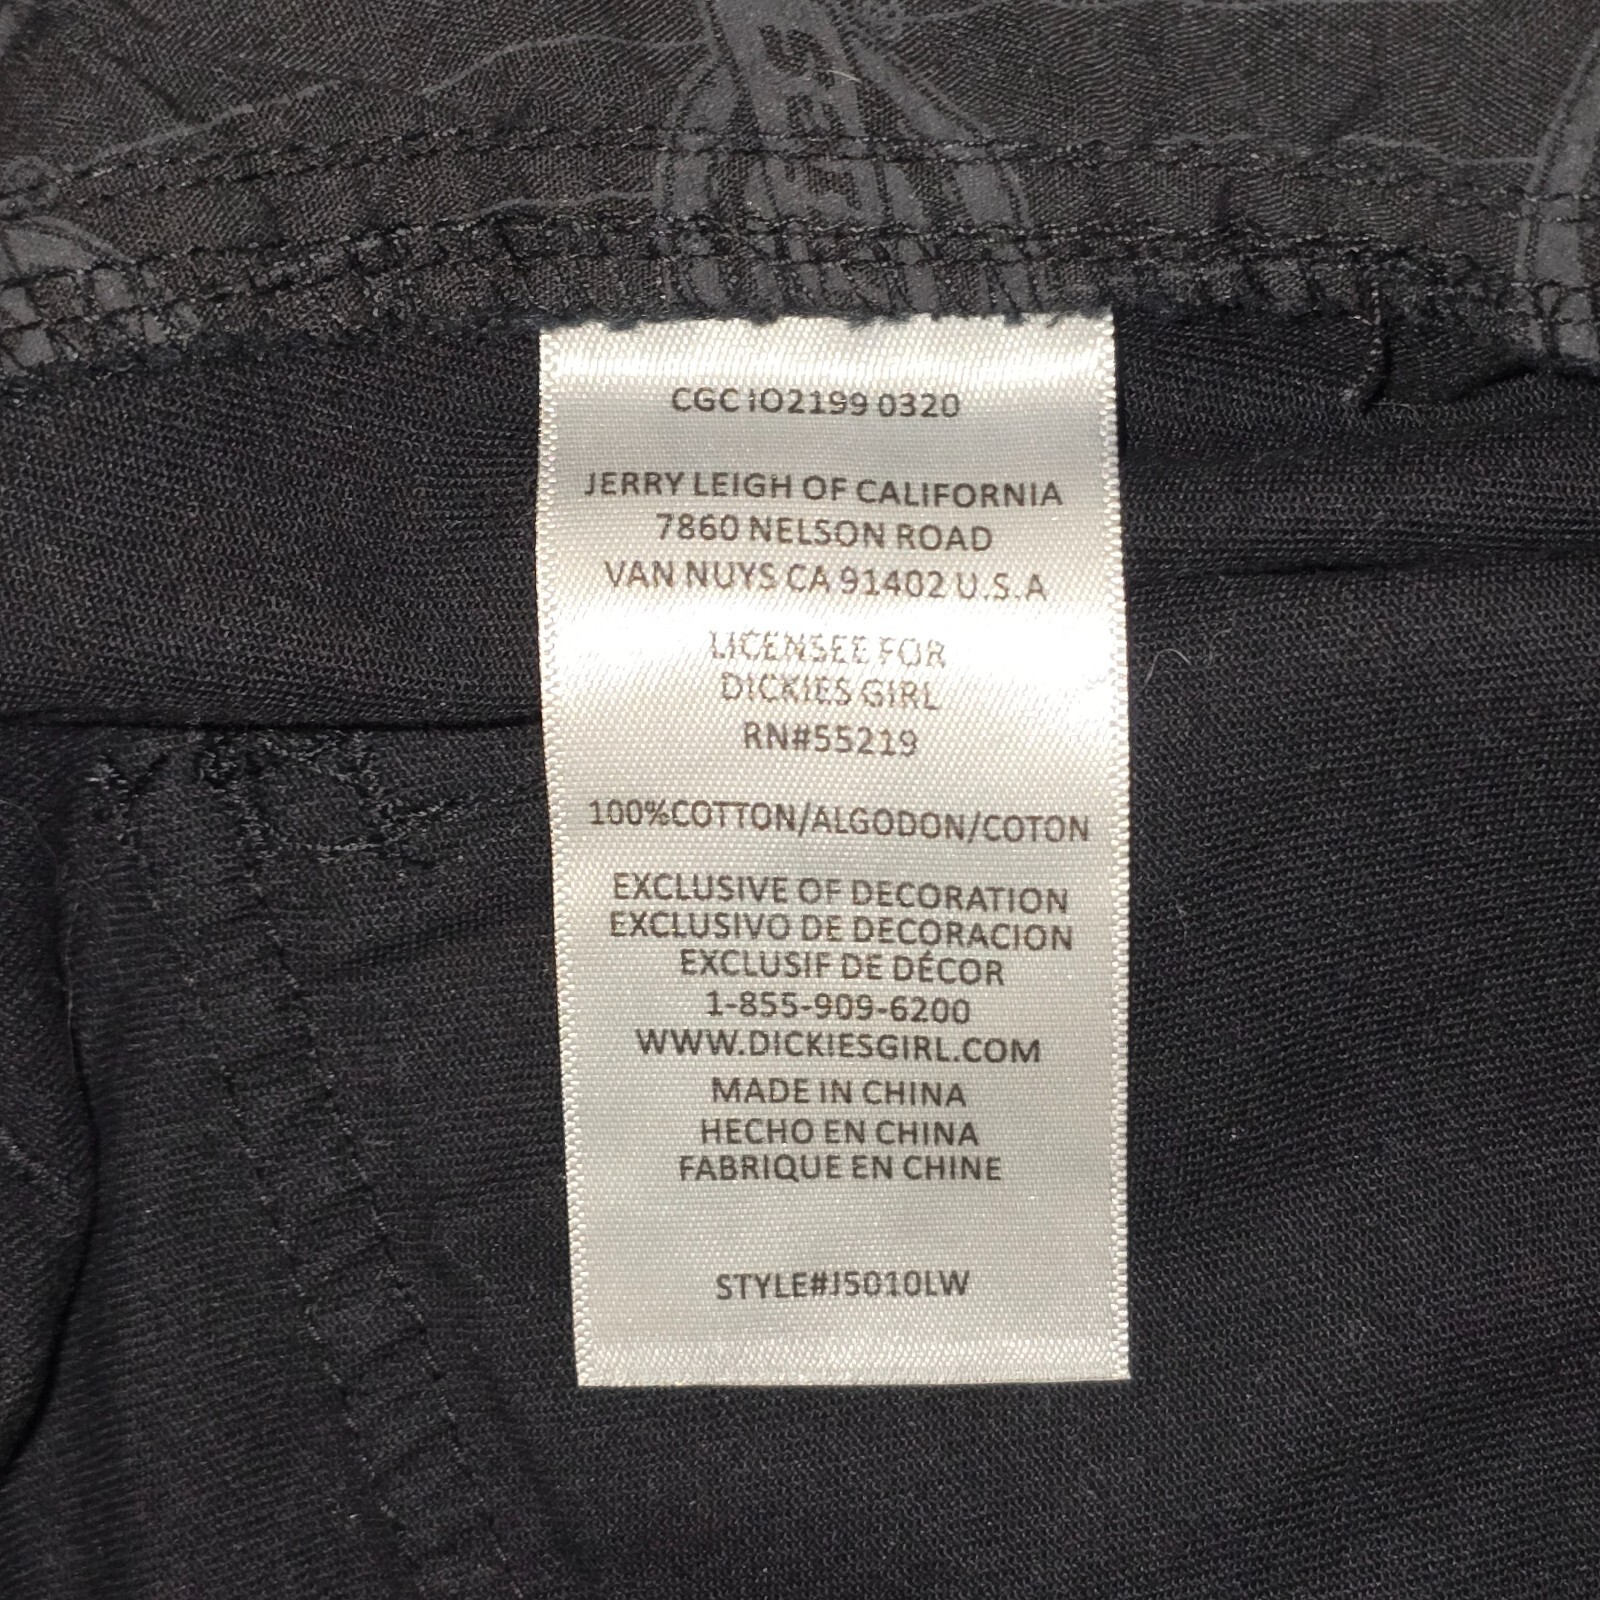 CGC IO2199 0320
JERRY LEIGH OF CALIFORNIA
7860 NELSON ROAD
VAN NUYS CA 91402 U.S.A
LICENSEE FOR
DICKIES GIRL
RN#55219
100%COTTON/ALGODON/COTON
EXCLUSIVE OF DECORATION
EXCLUSIVO DE DECORACION
EXCLUSIF DE DÉCOR
1-855-909-6200
WWW.DICKIESGIRL.COM
MADE IN CHINA
HECHO EN CHINA
FABRIQUE EN CHINE
STYLE#J5010LW